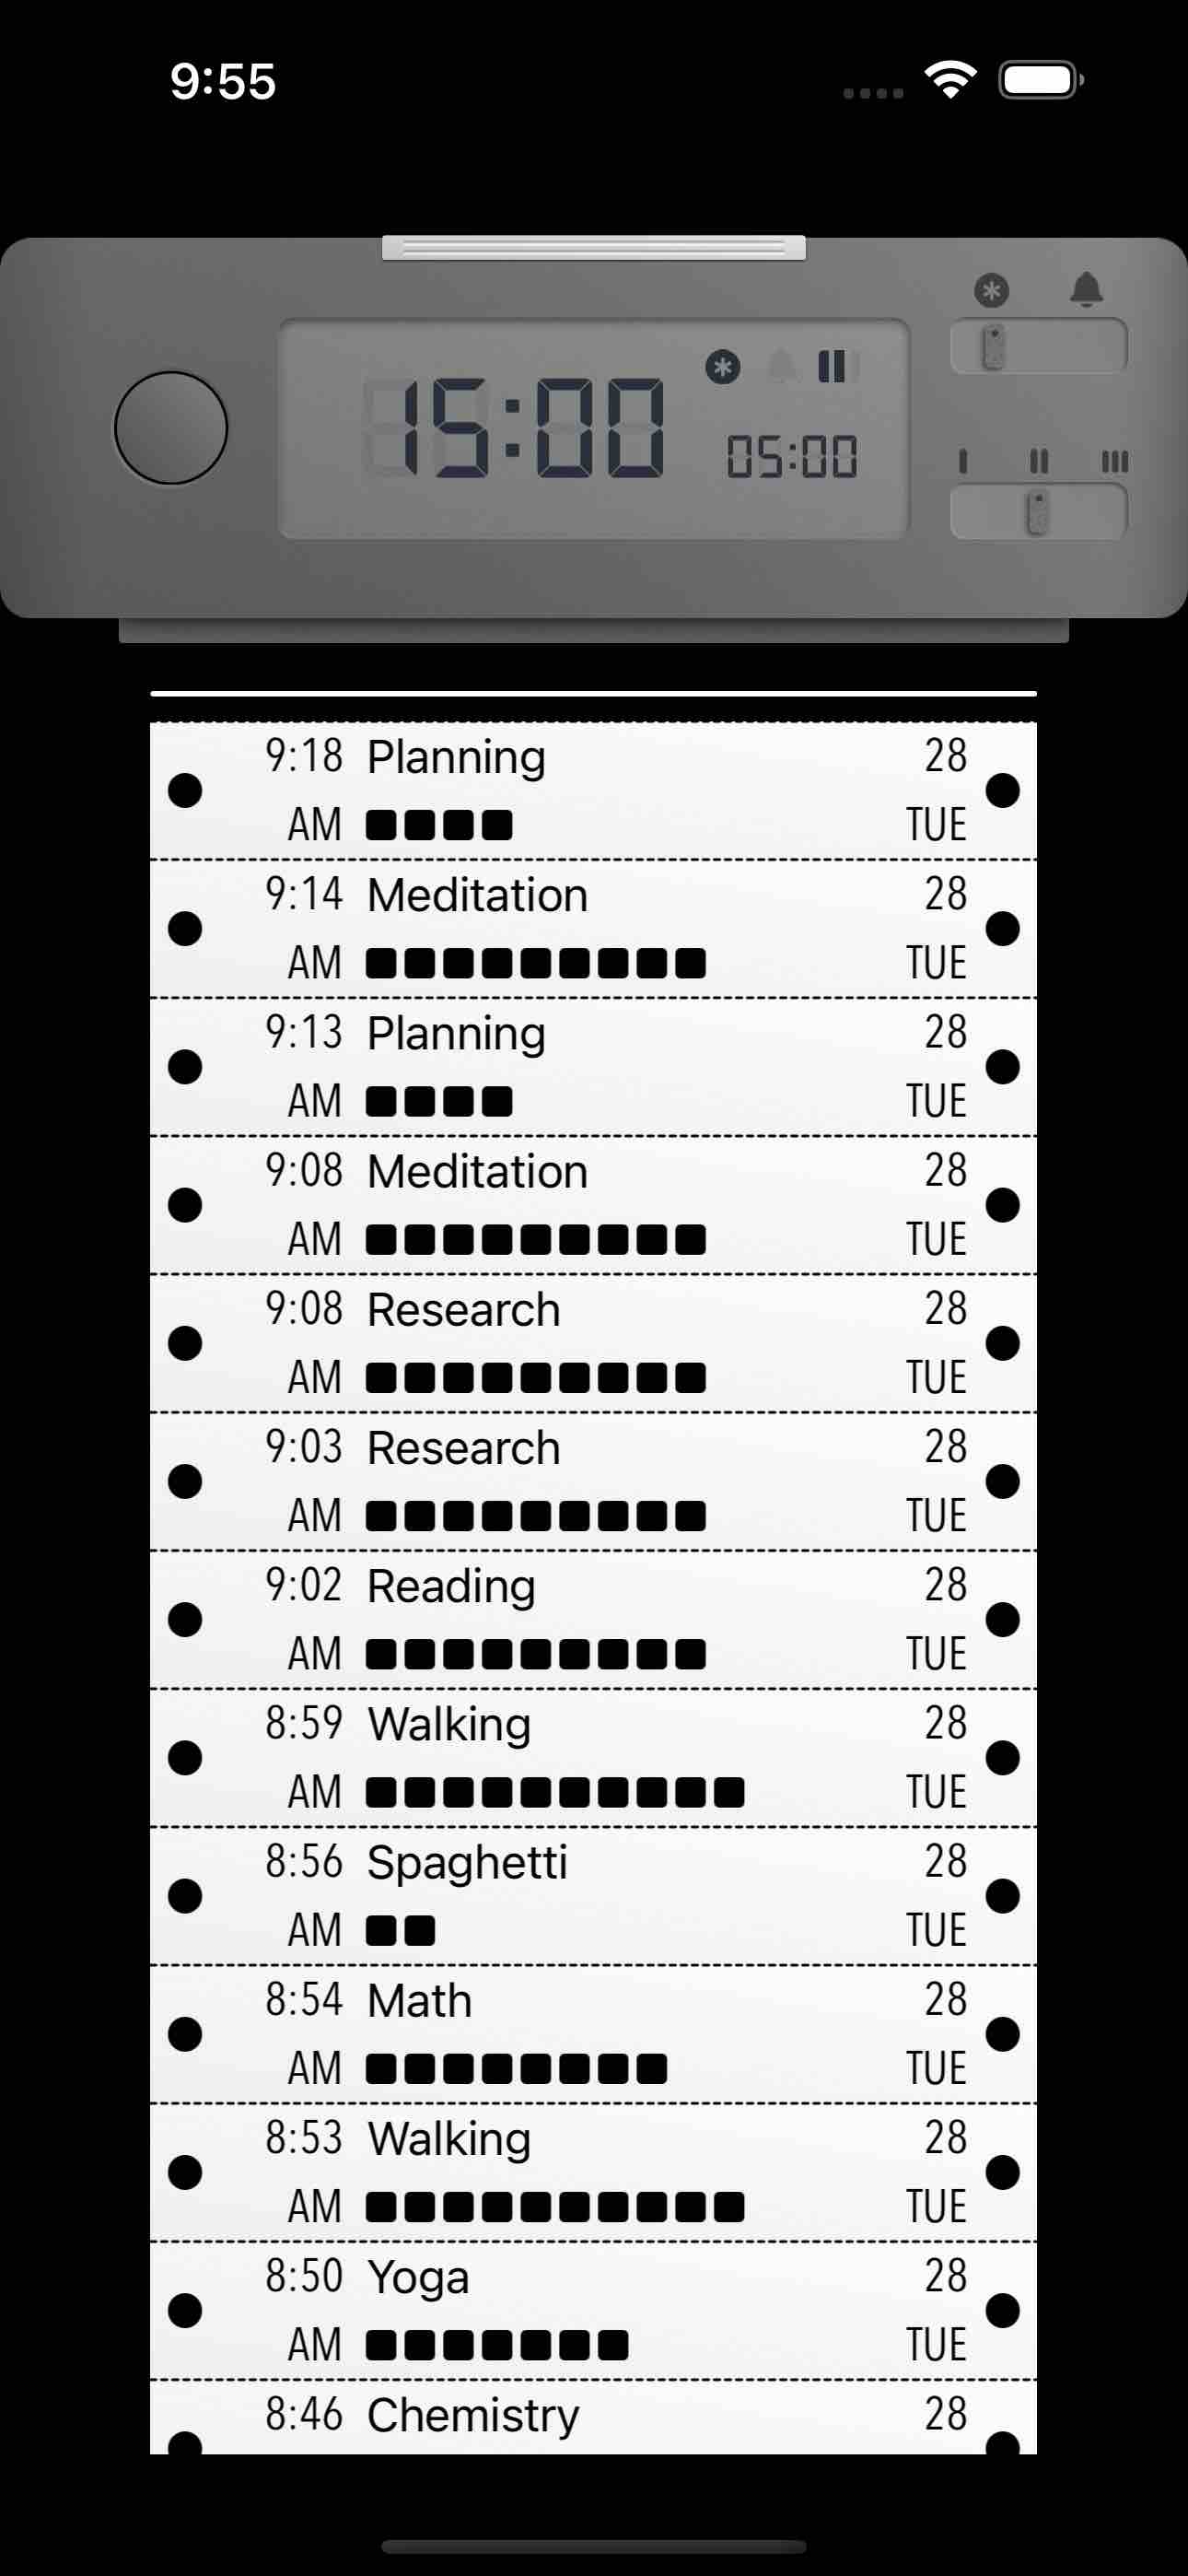 9:55
15:00
05:00
9:18 Planning 28
AM TUE
9:14 Meditation 28
AM TUE
9:13 Planning 28
AM TUE
9:08 Meditation 28
AM TUE
9:08 Research 28
AM TUE
9:03 Research 28
AM TUE
9:02 Reading 28
AM TUE
8:59 Walking 28
AM TUE
8:56 Spaghetti 28
AM TUE
8:54 Math 28
AM TUE
8:53 Walking 28
AM TUE
8:50 Yoga 28
AM TUE
8:46 Chemistry 28